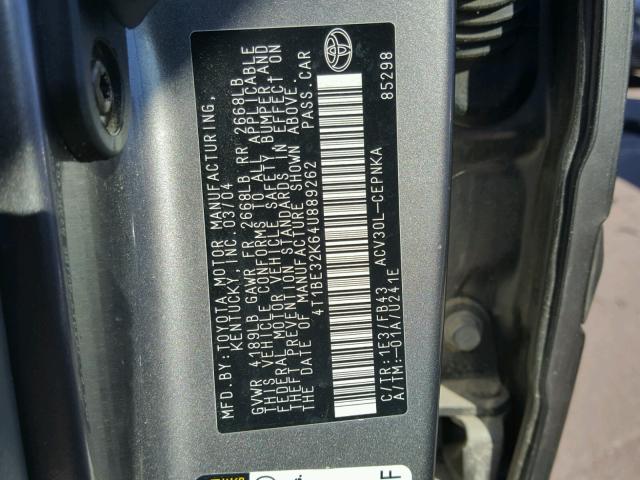 MFD. BY: TOYOTA MOTOR MANUFACTURING,
KENTUCKY, INC. 03/04
GVWR 4189LB GAWR FR 2668LB RR 2668LB
THIS VEHICLE CONFORMS TO ALL APPLICABLE
FEDERAL MOTOR VEHICLE SAFETY, BUMPER AND
THEFT PREVENTION STANDARDS IN EFFECT ON
THE DATE OF MANUFACTURE SHOWN ABOVE.
4T1BE32K64U889262 PASS. CAR
C/TR: 1E3/FB43 ACV30L-CEPNKA
A/TM: -01A/U241E 85298
F